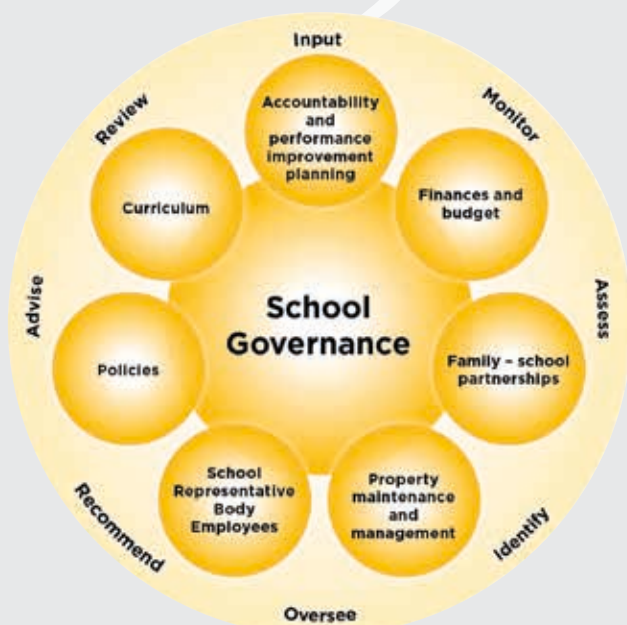 Input
Monitor
Assess
Identify
Oversee
Recommend
Advise
Review
Accountability
and
performance
improvement
planning
Finances and
budget
Family – school
partnerships
Property
maintenance
and
management
School
Representative
Body
Employees
Policies
Curriculum
School
Governance